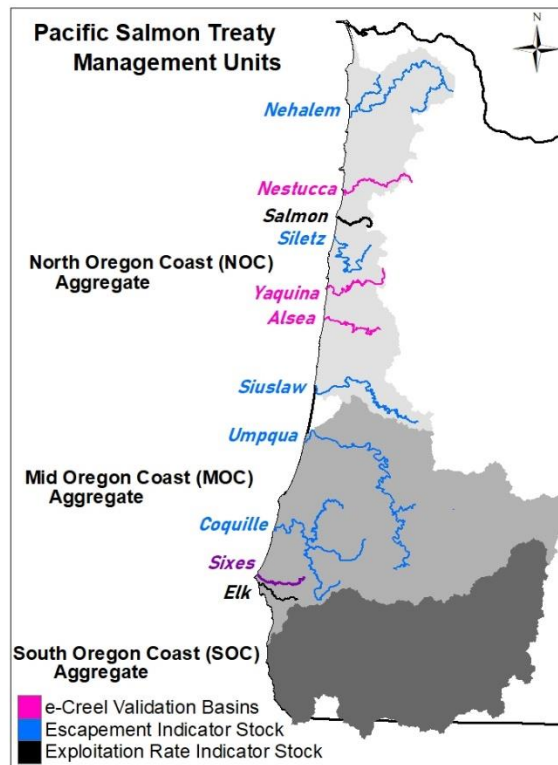 Pacific Salmon Treaty
Management Units
N
Nehalem
Nestucca
Salmon
Siletz
North Oregon Coast (NOC)
Aggregate
Yaquina
Alsea
Siuslaw
Umpqua
Mid Oregon Coast (MOC)
Aggregate
Coquille
Sixes
Elk
South Oregon Coast (SOC)
Aggregate
e-Creel Validation Basins
Escapement Indicator Stock
Exploitation Rate Indicator Stock